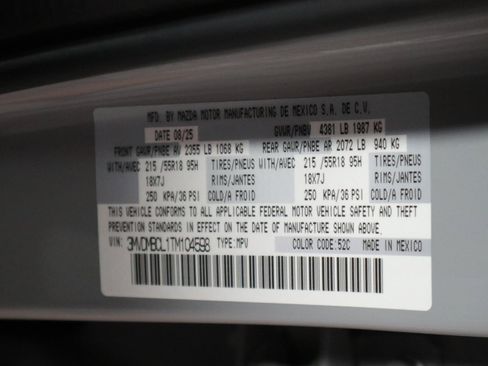 MFD. BY MAZDA MOTOR MANUFACTURING DE MEXICO S.A. DE C.V.
DATE 08/25 GVWR/PNBV 4381 LB 1987 KG
FRONT GAWR/PNBE AV 2355 LB 1068 KG REAR GAWR/PNBE AR 2072 LB 940 KG
WITH/AVEC 215 /55R18 95H TIRES/PNEUS WITH/AVEC 215 /55R18 95H TIRES/PNEUS
18X7J RIMS/JANTES 18X7J RIMS/JANTES
250 KPA/36 PSI COLD/A FROID 250 KPA/36 PSI COLD/A FROID
THIS VEHICLE CONFORMS TO ALL APPLICABLE FEDERAL MOTOR VEHICLE SAFETY AND THEFT
PREVENTION STANDARDS IN EFFECT ON THE DATE OF MANUFACTURE SHOWN ABOVE.
VIN: 3MVDMBCL1TM104598 TYPE: MPV COLOR CODE: 52C MADE IN MEXICO